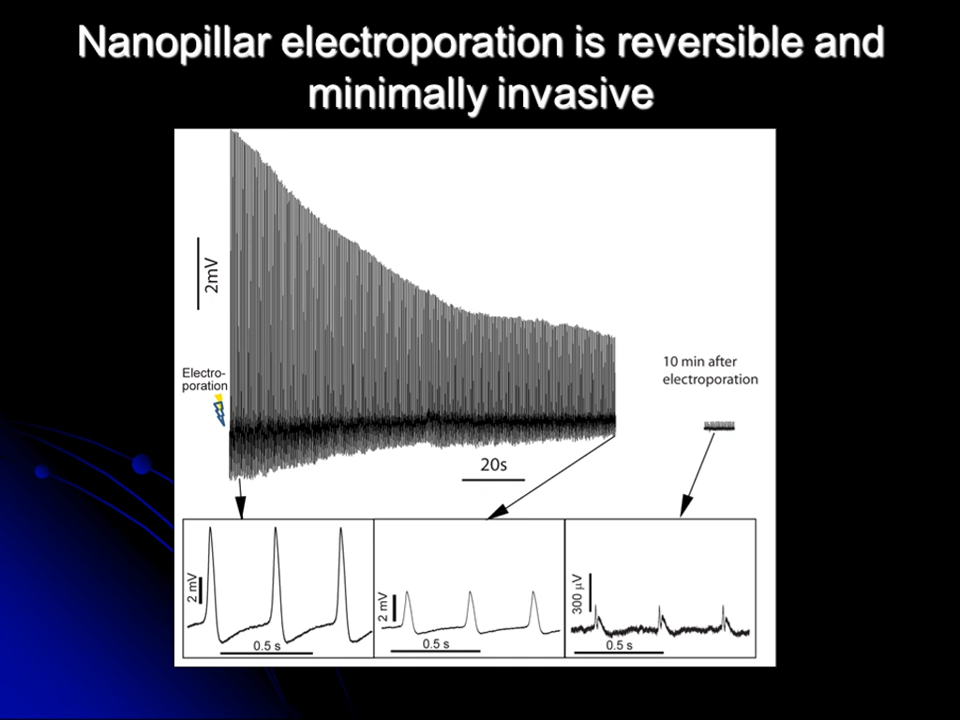 Nanopillar electroporation is reversible and
minimally invasive
2mV
Electro-
poration
10 min after
electroporation
20s
2 mV
0.5 s
2 mV
0.5 s
300 μV
0.5 s